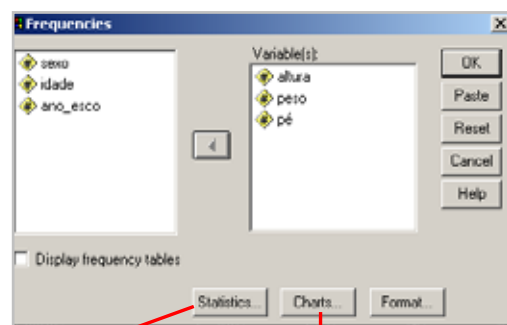 Frequencies
sexo
idade
ano_esco
Variable(s):
altura
peso
pé
OK
Paste
Reset
Cancel
Help
Display frequency tables
Statistics...
Charts...
Format...